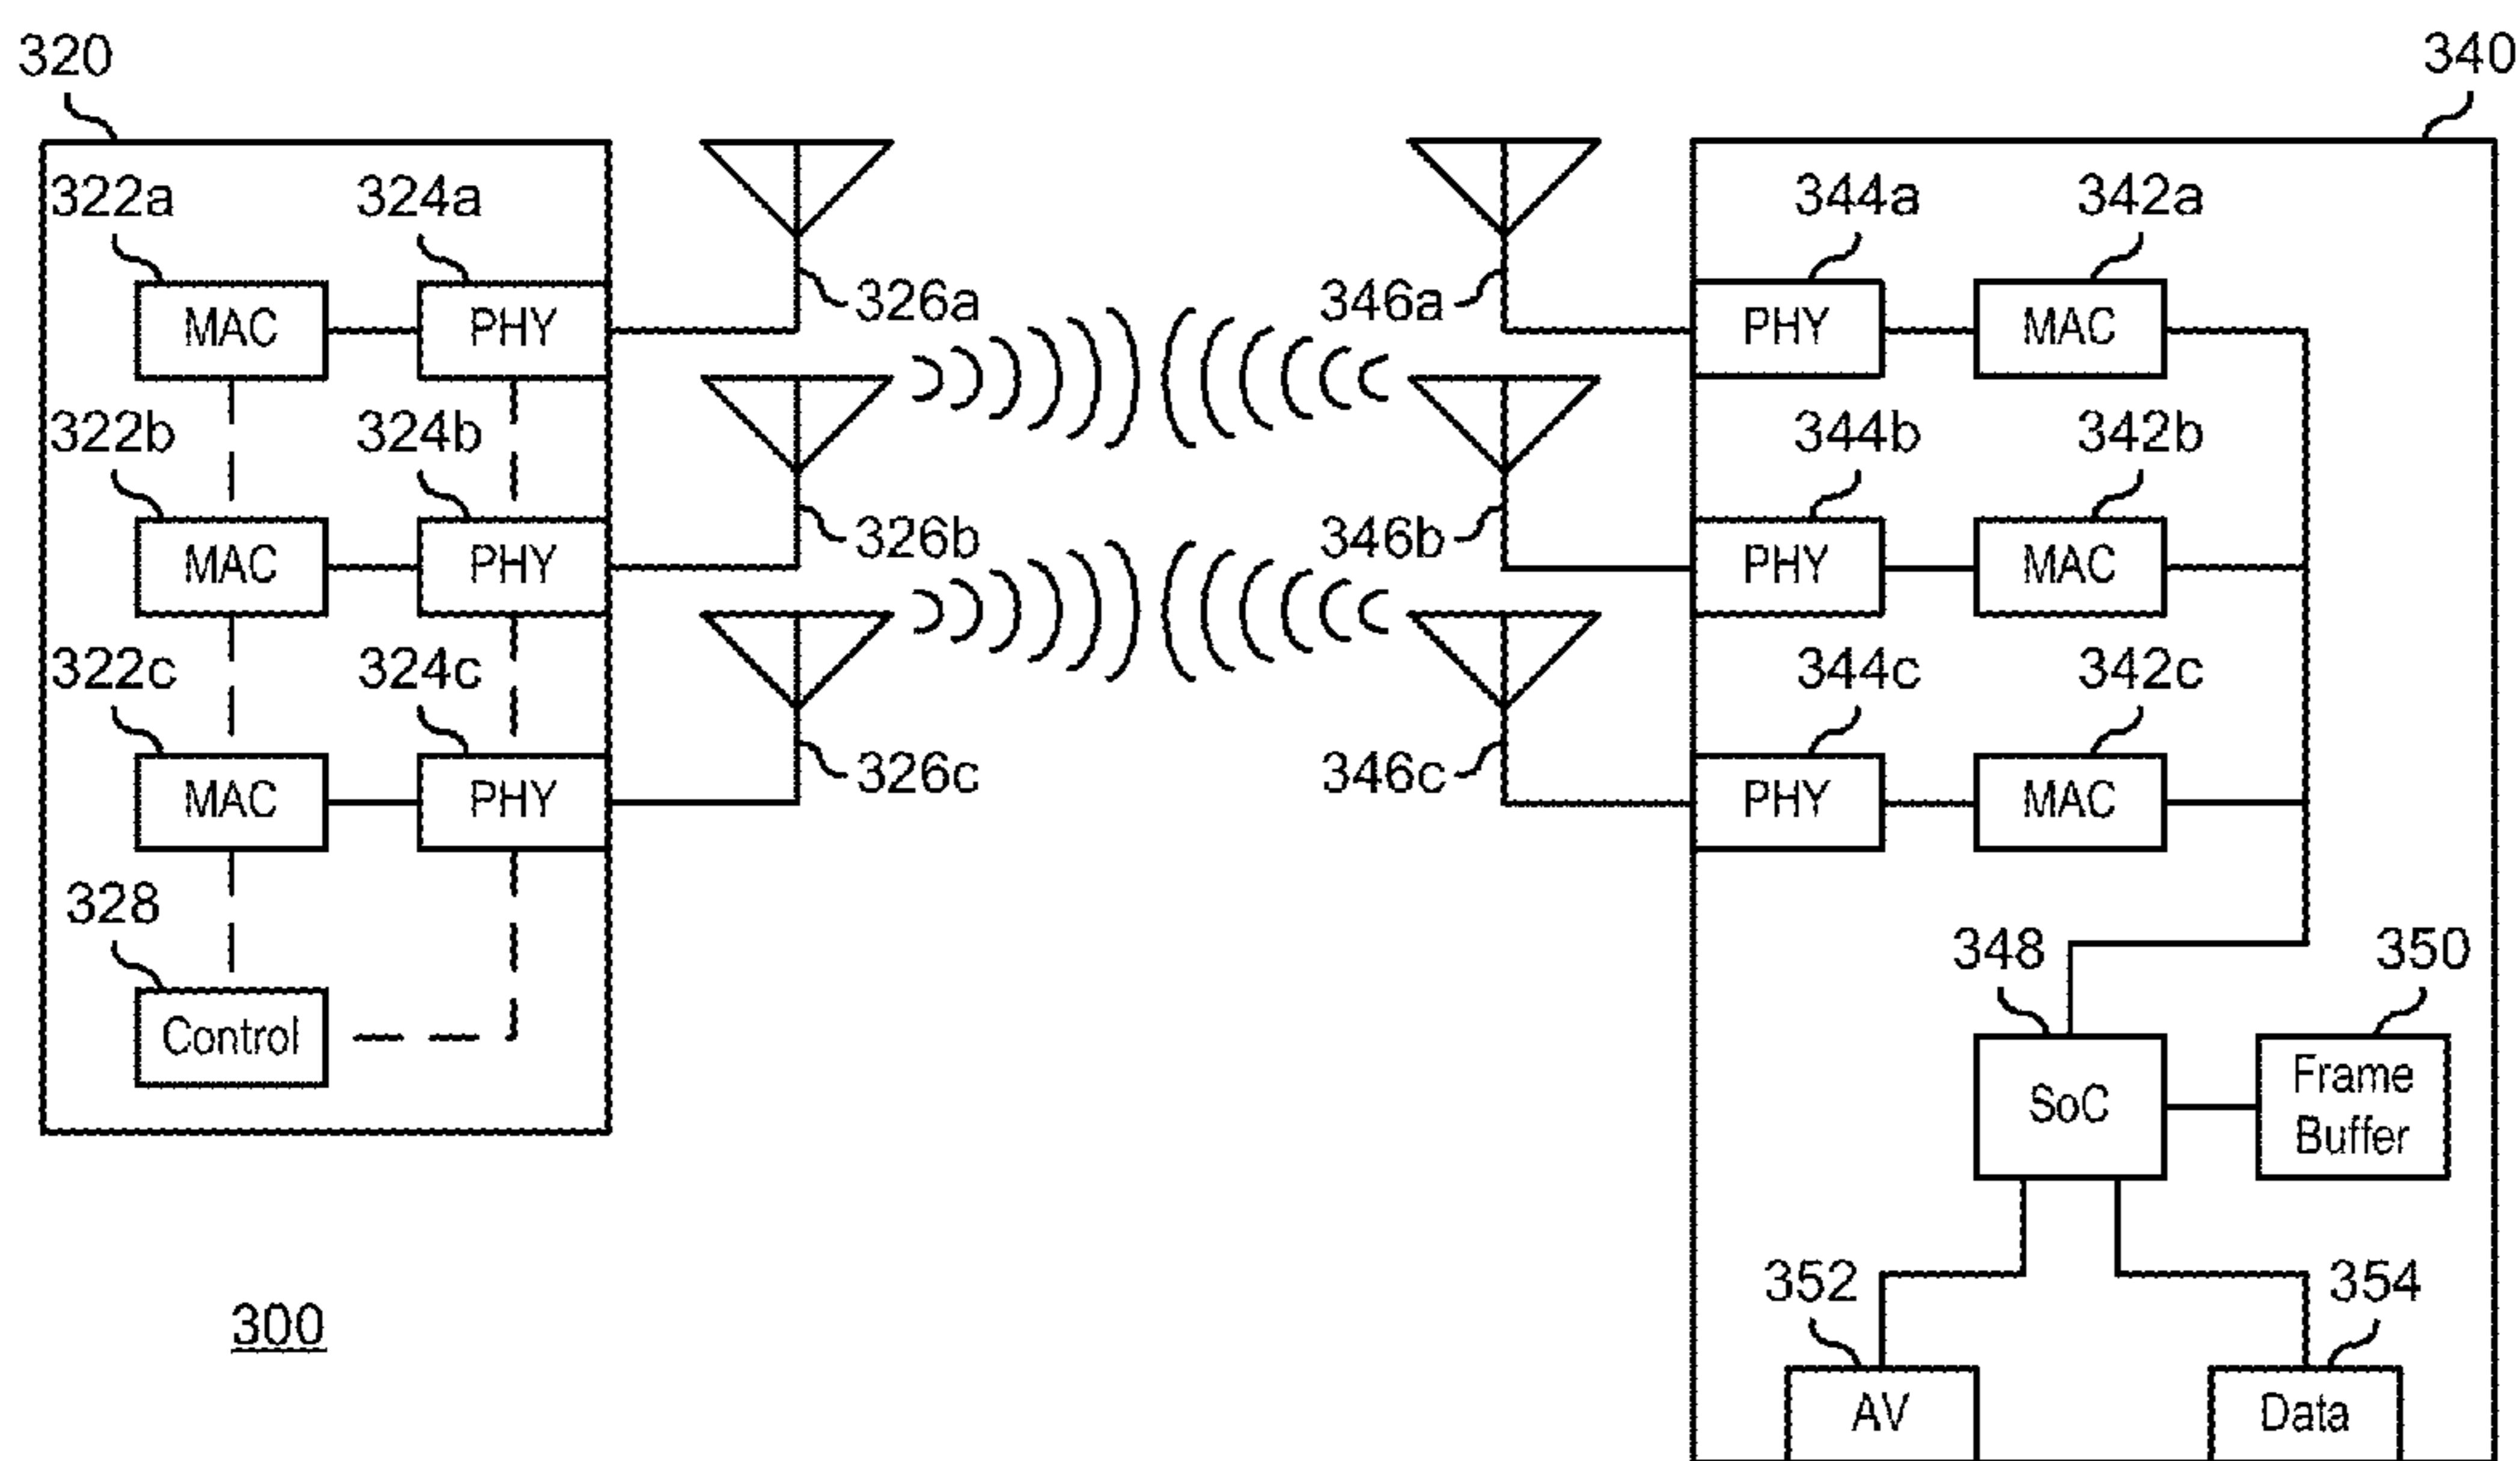 320
340
322a
324a
344a
342a
MAC
PHY
326a
346a
PHY
MAC
322b
324b
344b
342b
MAC
PHY
326b
346b
PHY
MAC
322c
324c
344c
342c
MAC
PHY
326c
346c
PHY
MAC
328
348
350
Control
SoC
Frame
Buffer
300
352
354
AV
Data